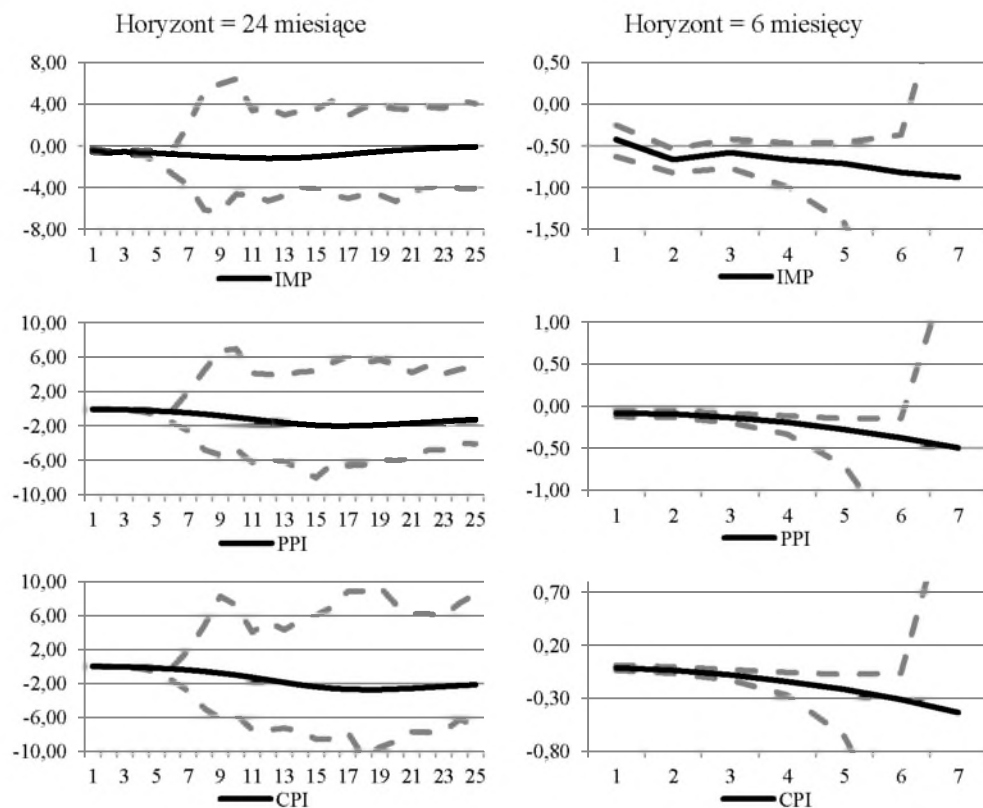 Horyzont = 24 miesiące
Horyzont = 6 miesięcy
8,00
4,00
0,00
-4,00
-8,00
1 3 5 7 9 11 13 15 17 19 21 23 25
IMP
0,50
0,00
-0,50
-1,00
-1,50
1 2 3 4 5 6 7
IMP
10,00
6,00
2,00
-2,00
-6,00
-10,00
1 3 5 7 9 11 13 15 17 19 21 23 25
PPI
1,00
0,50
0,00
-0,50
-1,00
1 2 3 4 5 6 7
PPI
10,00
6,00
2,00
-2,00
-6,00
-10,00
1 3 5 7 9 11 13 15 17 19 21 23 25
CPI
0,70
0,20
-0,30
-0,80
1 2 3 4 5 6 7
CPI